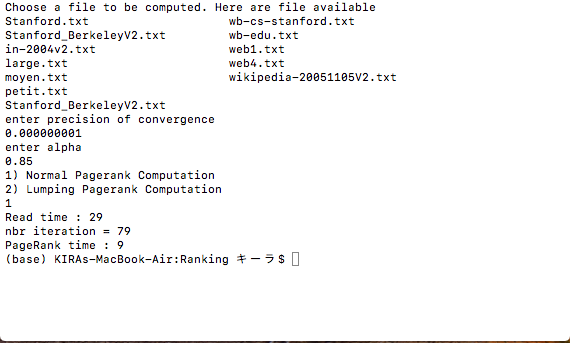 Choose a file to be computed. Here are file available
Stanford.txt wb-cs-stanford.txt
Stanford_BerkeleyV2.txt wb-edu.txt
in-2004v2.txt web1.txt
large.txt web4.txt
moyen.txt wikipedia-20051105V2.txt
petit.txt
Stanford_BerkeleyV2.txt
enter precision of convergence
0.000000001
enter alpha
0.85
1) Normal Pagerank Computation
2) Lumping Pagerank Computation
1
Read time : 29
nbr iteration = 79
PageRank time : 9
(base) KIRAs-MacBook-Air:Ranking キーラ$